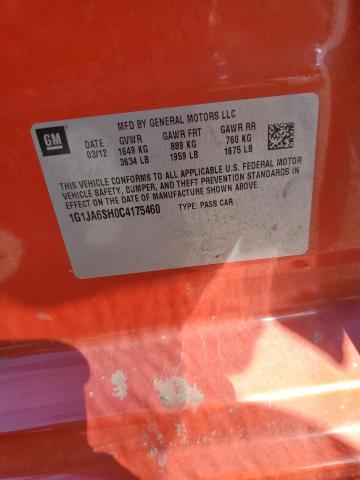 GM
MFD BY GENERAL MOTORS LLC
DATE GVWR GAWR FRT GAWR RR
03/12 1649 KG 889 KG 760 KG
3634 LB 1959 LB 1675 LB
THIS VEHICLE CONFORMS TO ALL APPLICABLE U.S. FEDERAL MOTOR
VEHICLE SAFETY, BUMPER, AND THEFT PREVENTION STANDARDS IN
EFFECT ON THE DATE OF MANUFACTURE SHOWN ABOVE.
1G1JA6SH0C4175460 TYPE: PASS CAR